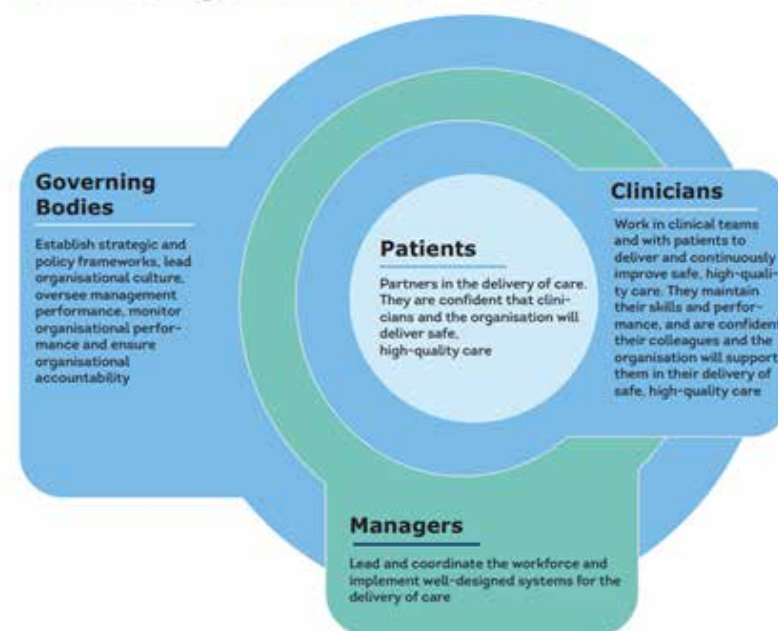 Governing
Bodies
Establish strategic and
policy frameworks, lead
organisational culture,
oversee management
performance, monitor
organisational perfor-
mance and ensure
organisational
accountability
Patients
Partners in the delivery of care.
They are confident that clini-
cians and the organisation will
deliver safe,
high-quality care
Clinicians
Work in clinical teams
and with patients to
deliver and continuously
improve safe, high-quali-
ty care. They maintain
their skills and perfor-
mance, and are confident
their colleagues and the
organisation will support
them in their delivery of
safe, high-quality care
Managers
Lead and coordinate the workforce and
implement well-designed systems for the
delivery of care